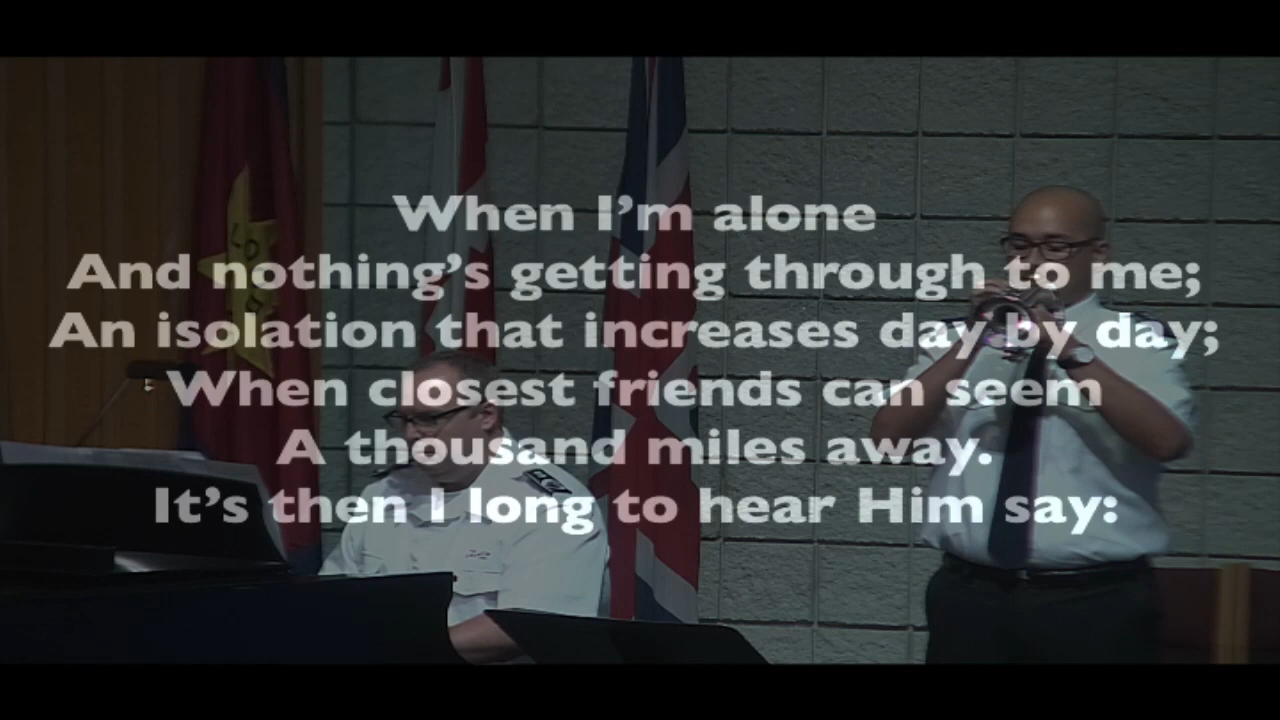 When I'm alone
And nothing's getting through to me;
An isolation that increases day by day;
When closest friends can seem
A thousand miles away.
It's then I long to hear Him say: